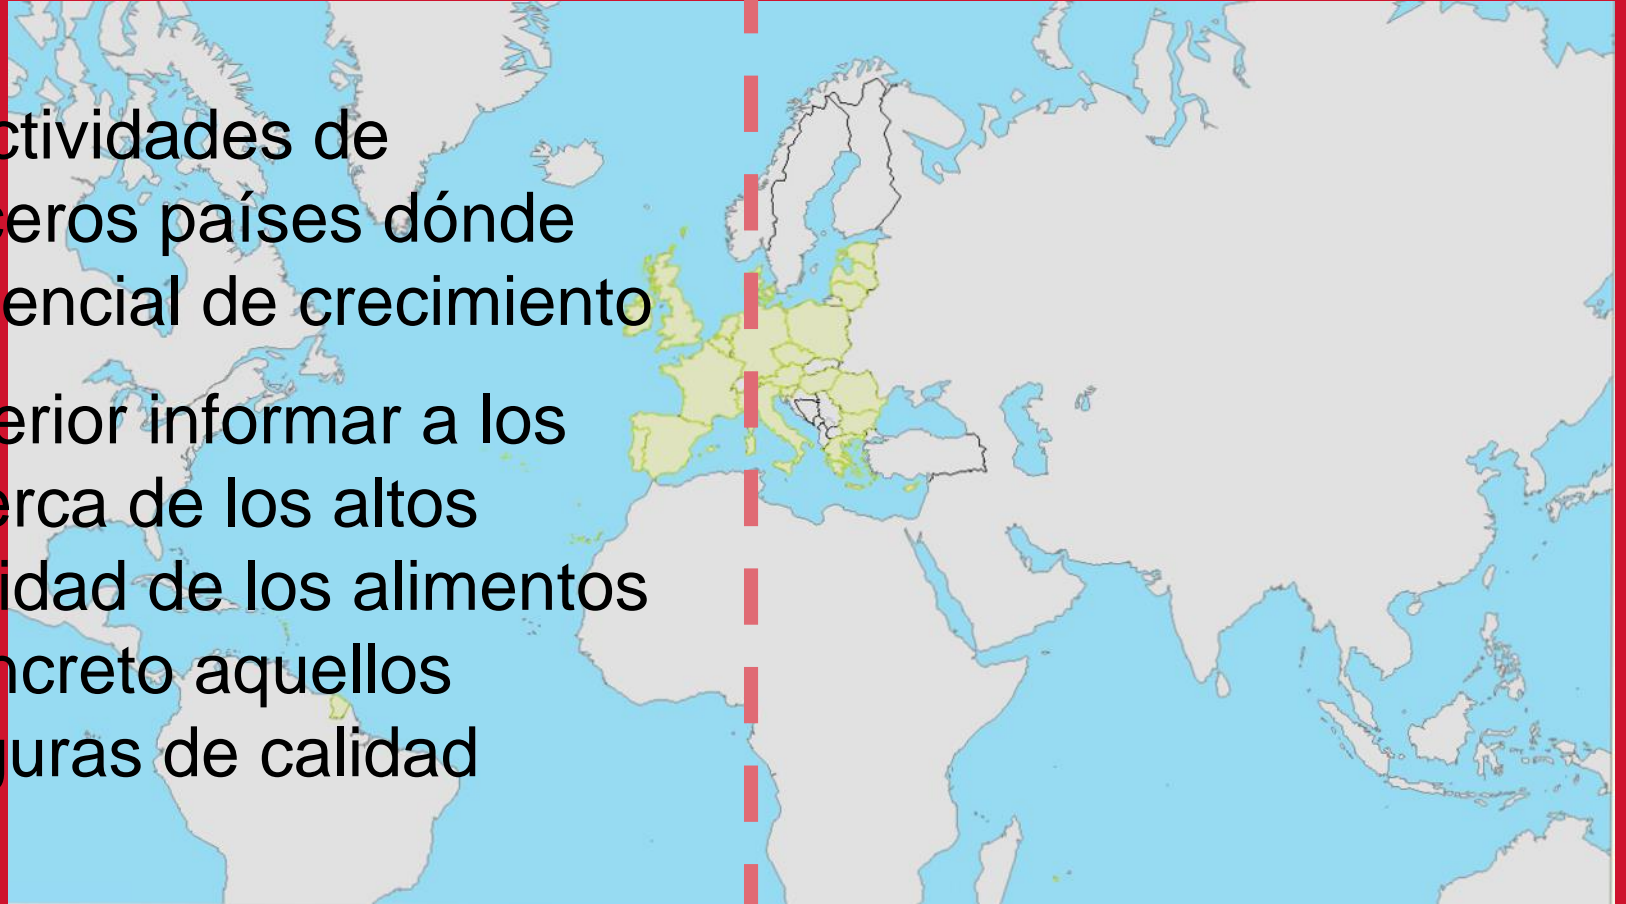 ctividades de
ceros países dónde
encial de crecimiento
erior informar a los
erca de los altos
idad de los alimentos
ncreto aquellos
guras de calidad